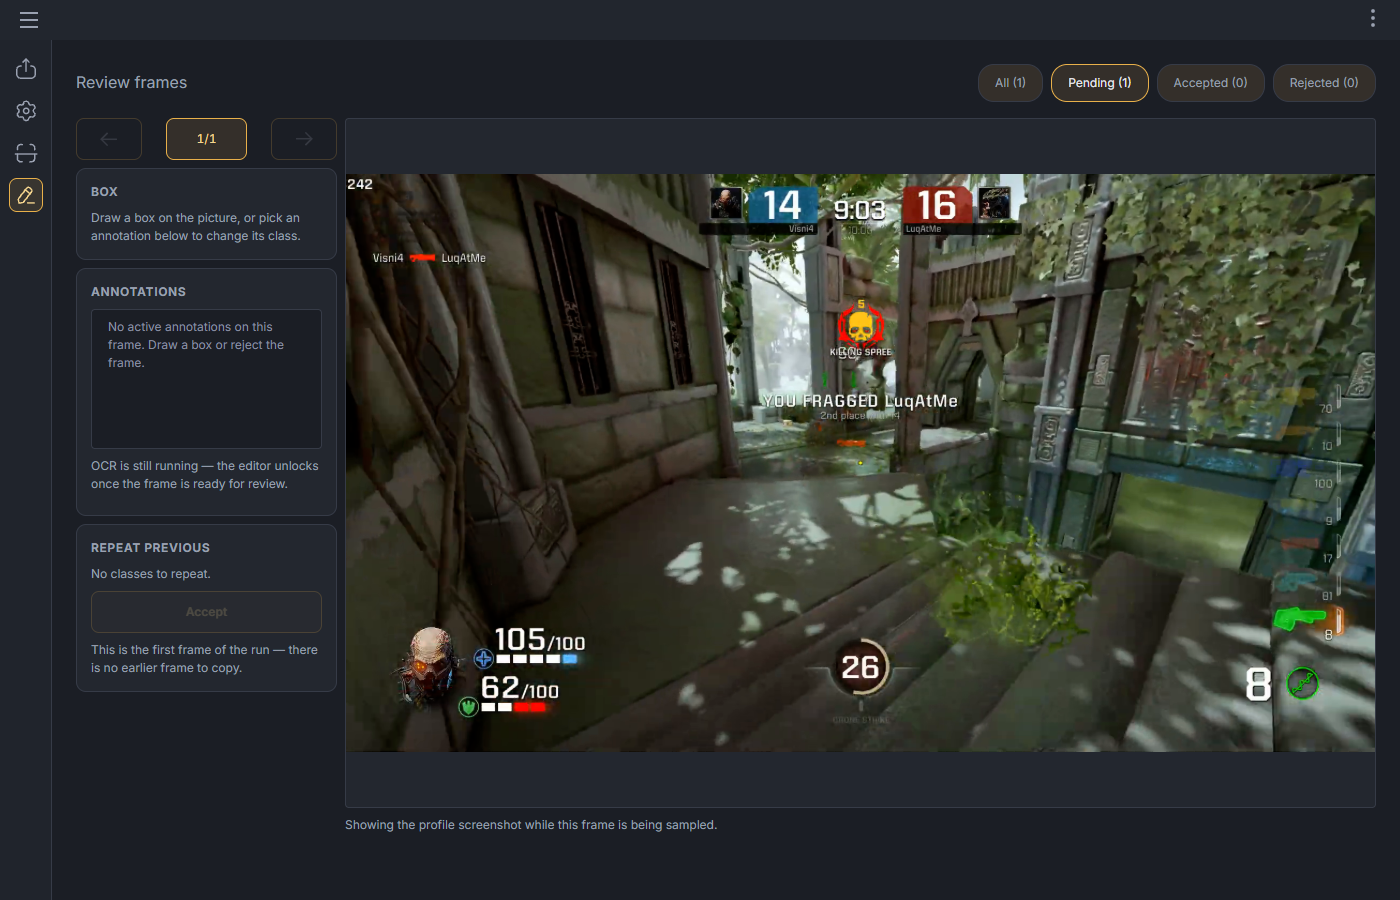 Review frames
All (1)
Pending (1)
Accepted (0)
Rejected (0)
1/1
BOX
Draw a box on the picture, or pick an
annotation below to change its class.
ANNOTATIONS
No active annotations on this
frame. Draw a box or reject the
frame.
OCR is still running — the editor unlocks
once the frame is ready for review.
REPEAT PREVIOUS
No classes to repeat.
Accept
This is the first frame of the run — there
is no earlier frame to copy.
242
14
9:03
16
Visni4
10:00
LuqAtMe
Visni4 LuqAtMe
5
KILLING SPREE
YOU FRAGGED LuqAtMe
2nd place
70
10
100
9
17
81
8
105/100
62/100
26
8
Showing the profile screenshot while this frame is being sampled.